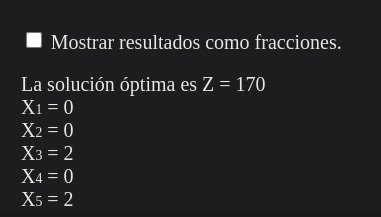 Mostrar resultados como fracciones.
La solución óptima es Z = 170
X1 = 0
X2 = 0
X3 = 2
X4 = 0
X5 = 2